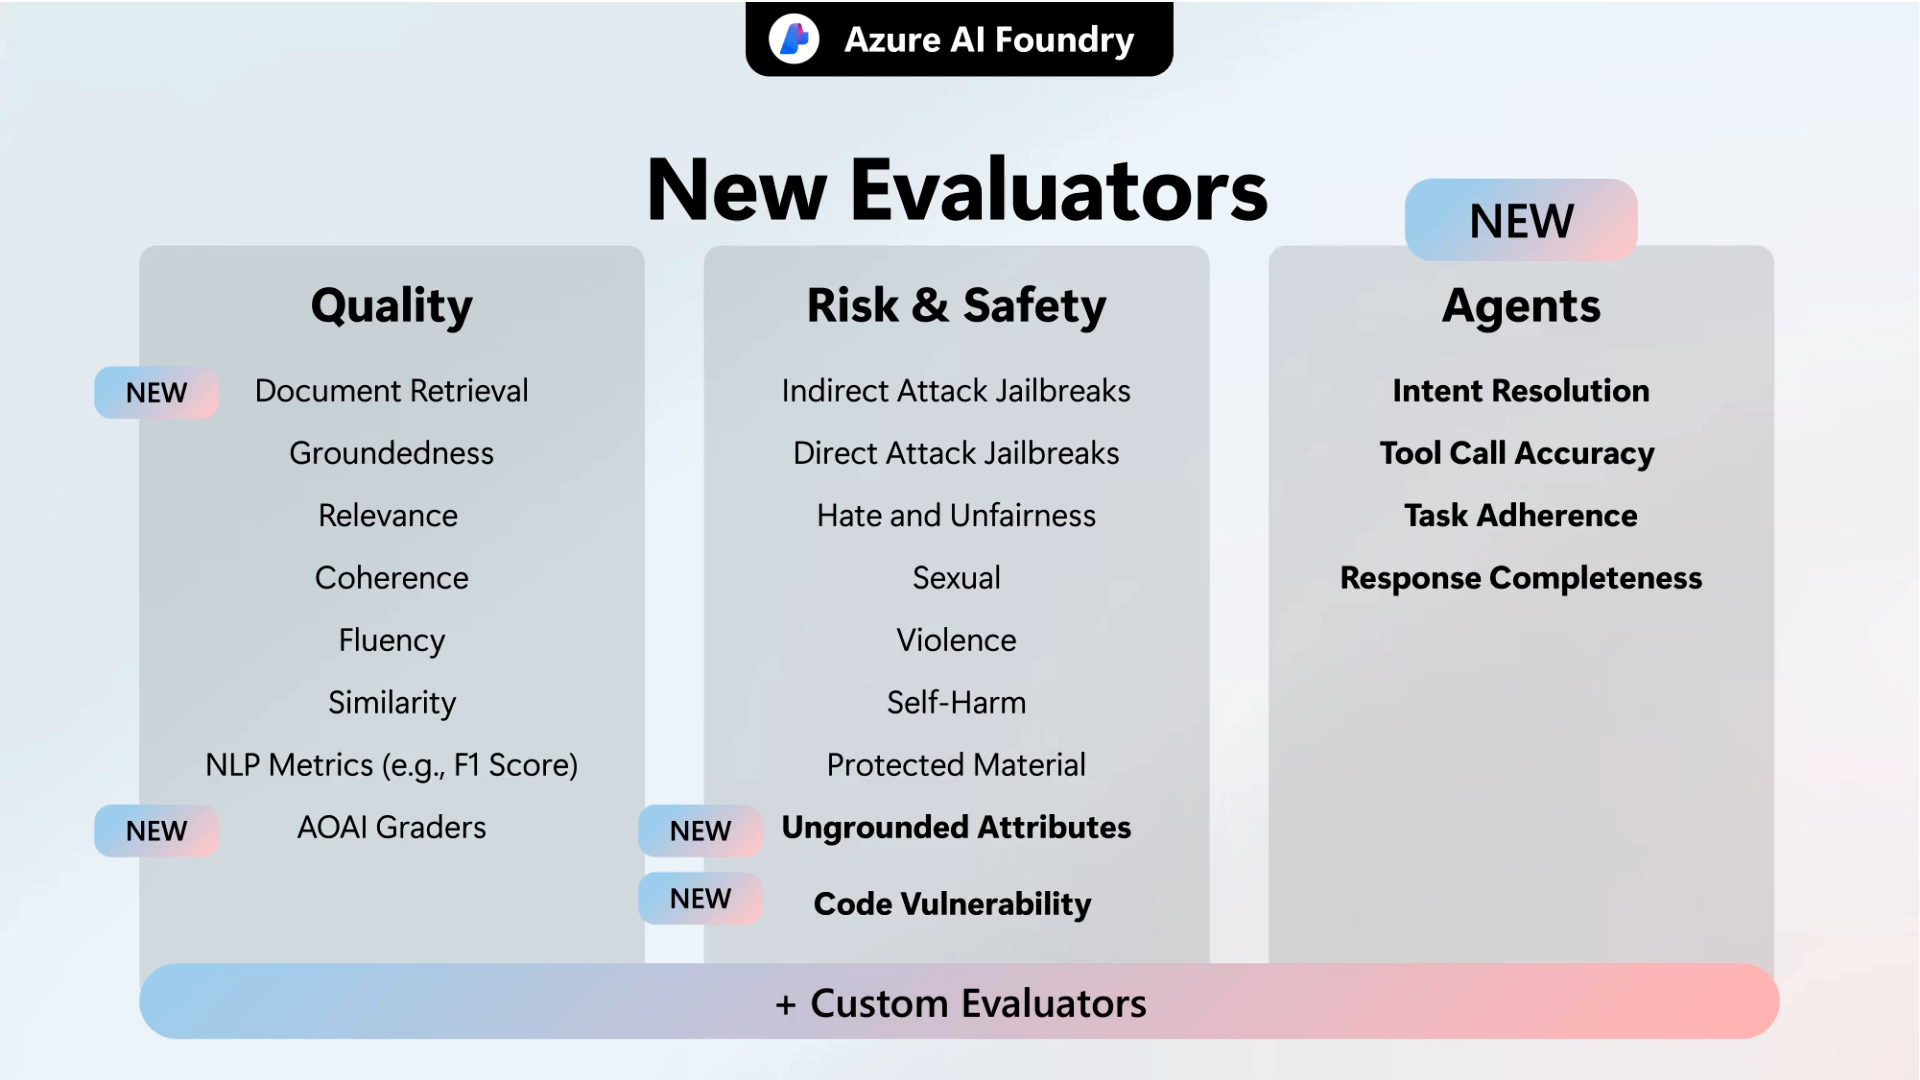 Azure AI Foundry
New Evaluators
Quality
NEW Document Retrieval
Groundedness
Relevance
Coherence
Fluency
Similarity
NLP Metrics (e.g., F1 Score)
NEW AOAI Graders
Risk & Safety
Indirect Attack Jailbreaks
Direct Attack Jailbreaks
Hate and Unfairness
Sexual
Violence
Self-Harm
Protected Material
NEW Ungrounded Attributes
NEW Code Vulnerability
NEW
Agents
Intent Resolution
Tool Call Accuracy
Task Adherence
Response Completeness
+ Custom Evaluators